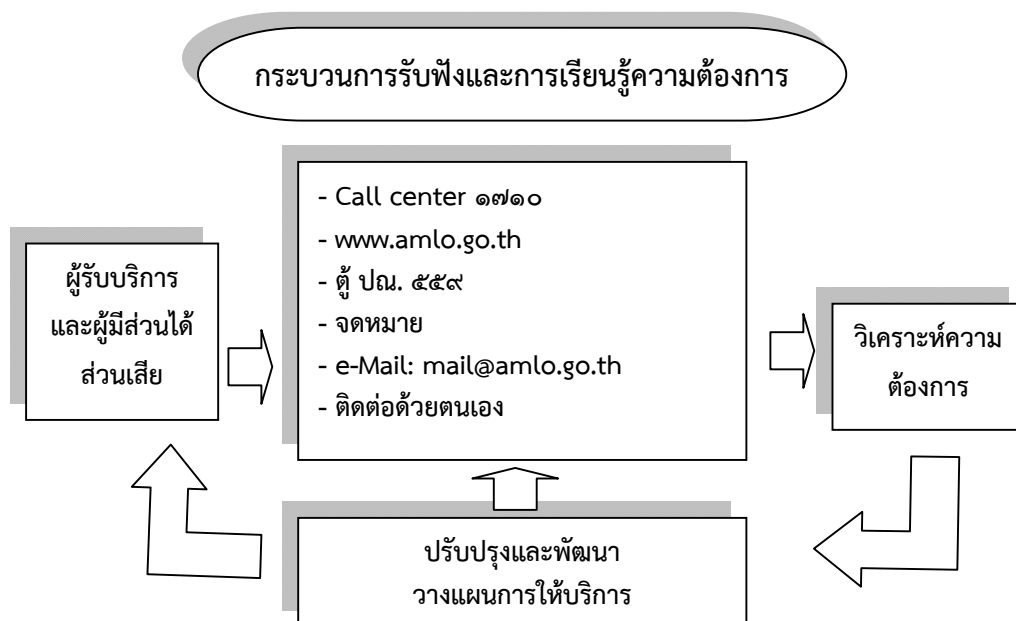 กระบวนการรับฟังและการเรียนรู้ความต้องการ
ผู้รับบริการ
และผู้มีส่วนได้
ส่วนเสีย
- Call center ๑๗๑๐
- www.amlo.go.th
- ตู้ ปณ. ๕๕๙
- จดหมาย
- e-Mail: mail@amlo.go.th
- ติดต่อด้วยตนเอง
วิเคราะห์ความ
ต้องการ
ปรับปรุงและพัฒนา
วางแผนการให้บริการ